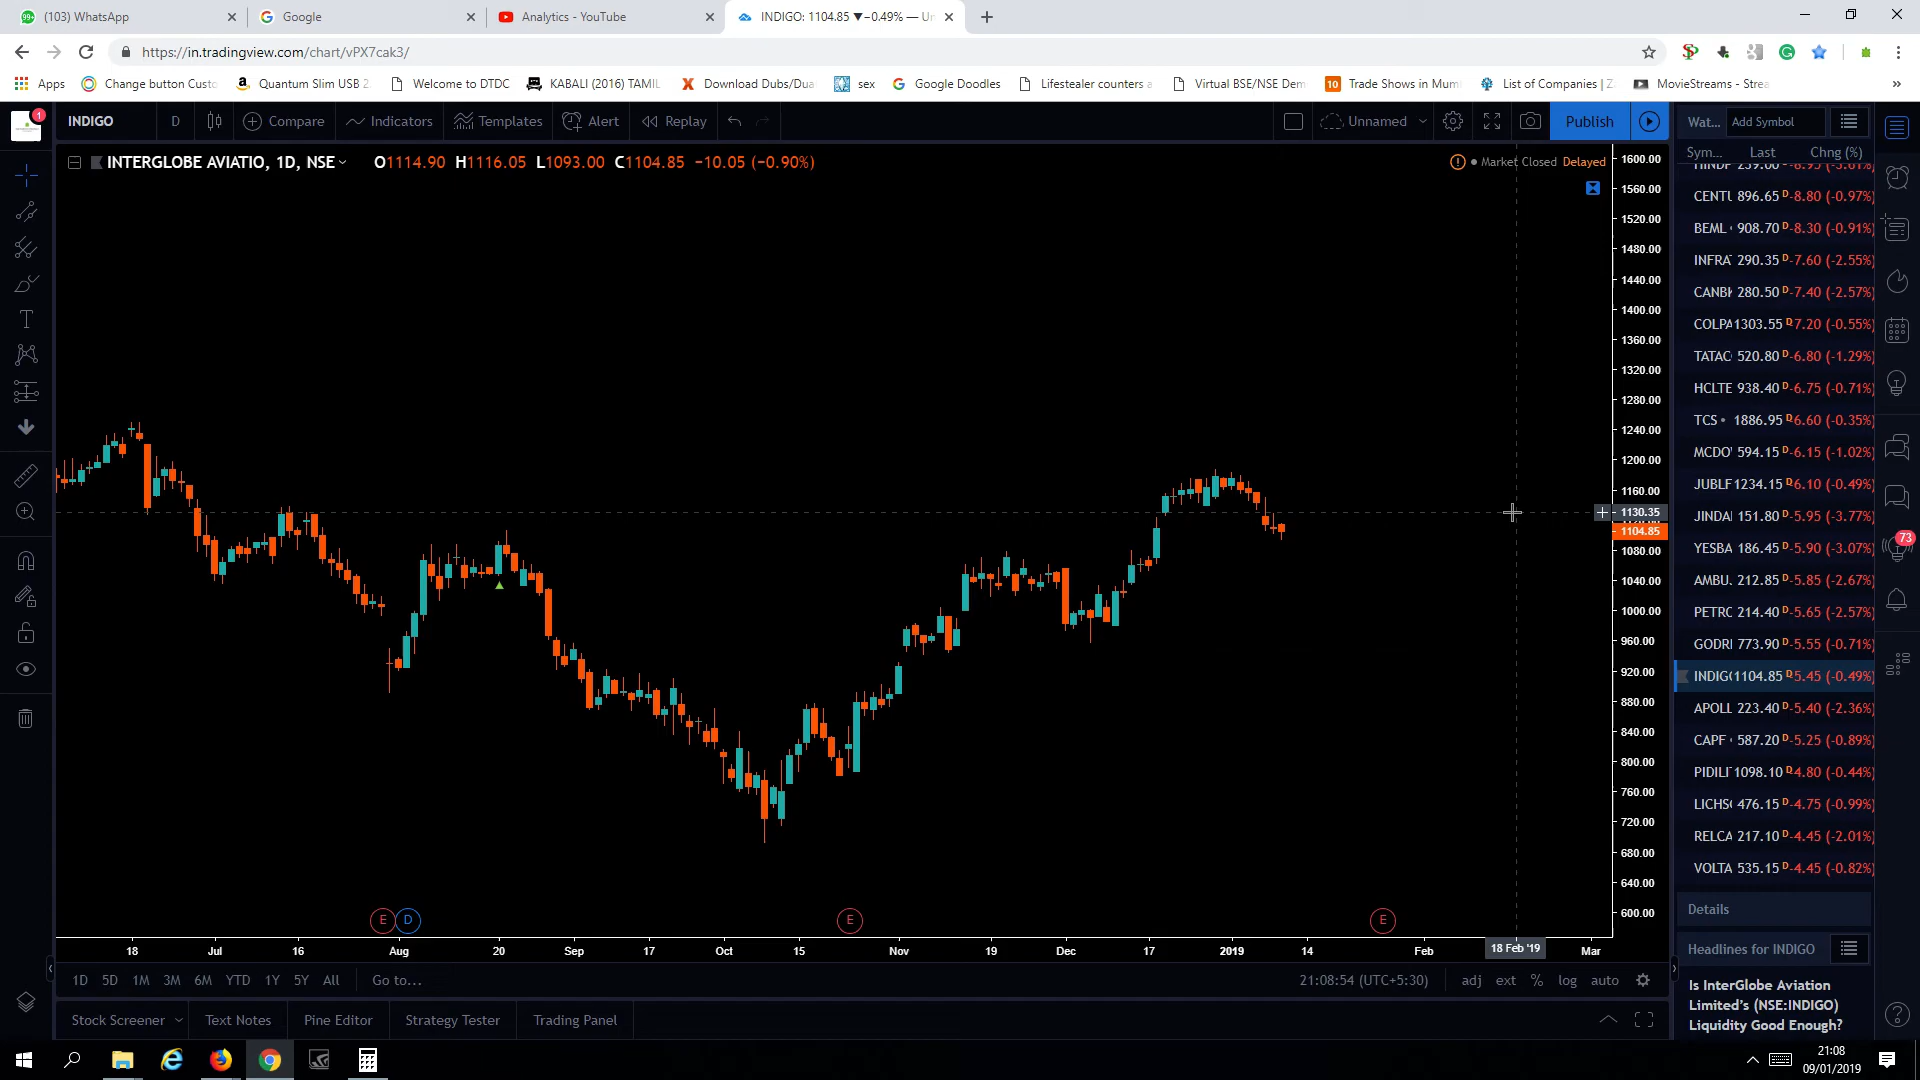 (103) WhatsApp
Google
Analytics - YouTube
INDIGO: 1104.85 ▼−0.49% — Un
https://in.tradingview.com/chart/vPX7cak3/
Apps
Change button Custo
Quantum Slim USB 2
Welcome to DTDC
KABALI (2016) TAMIL
Download Dubs/Dua
sex
Google Doodles
Lifestealer counters a
Virtual BSE/NSE Dem
10 Trade Shows in Mum
List of Companies | Z
MovieStreams - Strea
»
1
INDIGO
D
Compare
Indicators
Templates
Alert
Replay
Unnamed
Publish
Wat...
Add Symbol
INTERGLOBE AVIATIO, 1D, NSE
O1114.90 H1116.05 L1093.00 C1104.85 −10.05 (−0.90%)
Market Closed Delayed
Sym... Last Chng (%)
CENTU 896.65 D -8.80 (-0.97%)
BEML 908.70 D -8.30 (-0.91%)
INFRA 290.35 D -7.60 (-2.55%)
CANBK 280.50 D -7.40 (-2.57%)
COLPA 1303.55 D -7.20 (-0.55%)
TATAC 520.80 D -6.80 (-1.29%)
HCLTE 938.40 D -6.75 (-0.71%)
TCS 1886.95 D -6.60 (-0.35%)
MCDO 594.15 D -6.15 (-1.02%)
JUBLF 1234.15 D -6.10 (-0.49%)
JINDA 151.80 D -5.95 (-3.77%)
YESBA 186.45 D -5.90 (-3.07%)
AMBUJ 212.85 D -5.85 (-2.67%)
PETRC 214.40 D -5.65 (-2.57%)
GODRI 773.90 D -5.55 (-0.71%)
INDIG 1104.85 D -5.45 (-0.49%)
APOLL 223.40 D -5.40 (-2.36%)
CAPF 587.20 D -5.25 (-0.89%)
PIDILI 1098.10 D -4.80 (-0.44%)
LICHS 476.15 D -4.75 (-0.99%)
RELCA 217.10 D -4.45 (-2.01%)
VOLTA 535.15 D -4.45 (-0.82%)
73
1600.00
1560.00
1520.00
1480.00
1440.00
1400.00
1360.00
1320.00
1280.00
1240.00
1200.00
1160.00
1130.35
1104.85
1080.00
1040.00
1000.00
960.00
920.00
880.00
840.00
800.00
760.00
720.00
680.00
640.00
600.00
E D E E
18 Jul 16 Aug 20 Sep 17 Oct 15 Nov 19 Dec 17 2019 14 Feb 18 Feb '19 Mar
1D 5D 1M 3M 6M YTD 1Y 5Y All Go to...
21:08:54 (UTC+5:30) adj ext % log auto
Stock Screener
Text Notes
Pine Editor
Strategy Tester
Trading Panel
Details
Headlines for INDIGO
Is InterGlobe Aviation
Limited's (NSE:INDIGO)
Liquidity Good Enough?
21:08
09/01/2019